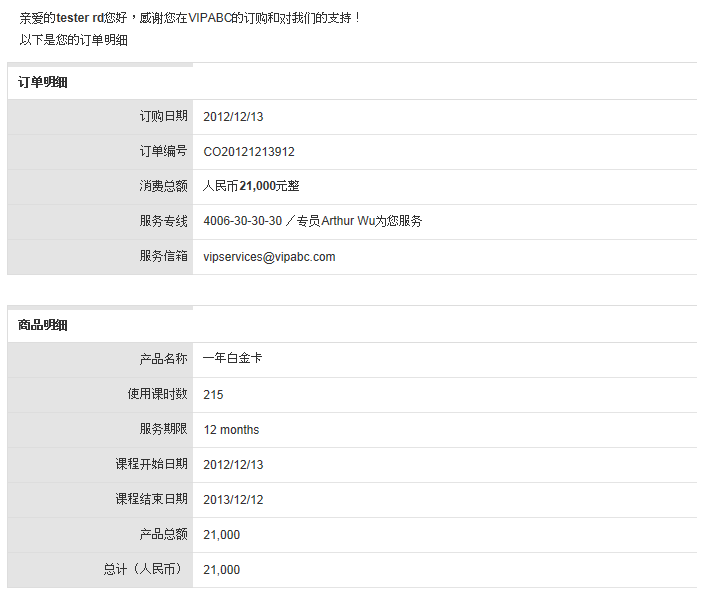 亲爱的tester rd您好，感谢您在VIPABC的订购和对我们的支持！
以下是您的订单明细
订单明细
订购日期 2012/12/13
订单编号 CO20121213912
消费总额 人民币21,000元整
服务专线 4006-30-30-30 ／专员Arthur Wu为您服务
服务信箱 vipservices@vipabc.com
商品明细
产品名称 一年白金卡
使用课时数 215
服务期限 12 months
课程开始日期 2012/12/13
课程结束日期 2013/12/12
产品总额 21,000
总计（人民币） 21,000